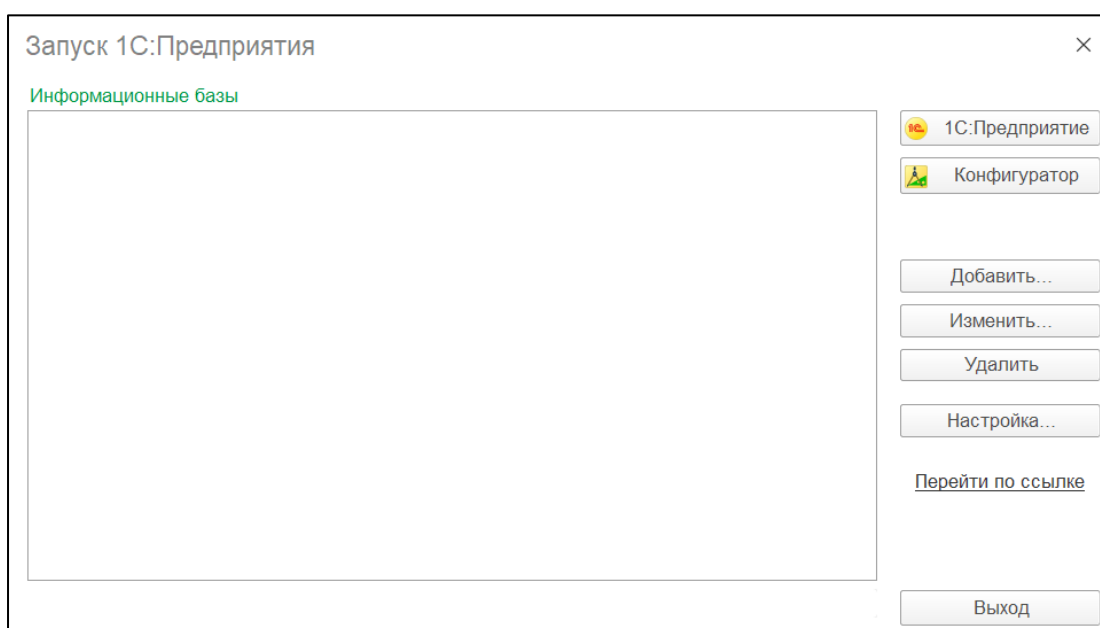 Запуск 1С:Предприятия
Информационные базы
1С:Предприятие
Конфигуратор
Добавить...
Изменить...
Удалить
Настройка...
Перейти по ссылке
Выход